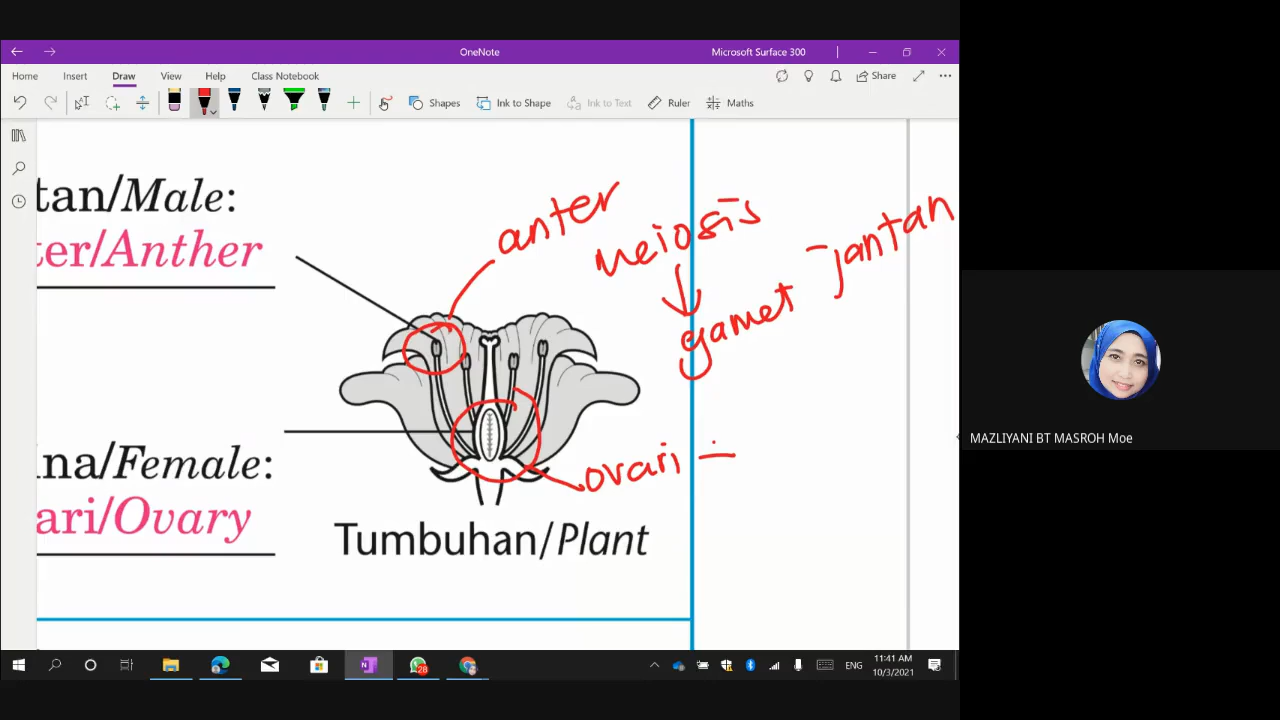 OneNote
Microsoft Surface 300
Home Insert Draw View Help Class Notebook
Share
Shapes Ink to Shape Ink to Text Ruler Maths
tan/Male:
ter/Anther
anter
meiosis
gamet jantan
ina/Female:
ari/Ovary
ovari -
Tumbuhan/Plant
MAZLIYANI BT MASROH Moe
28
ENG
11:41 AM
10/3/2021